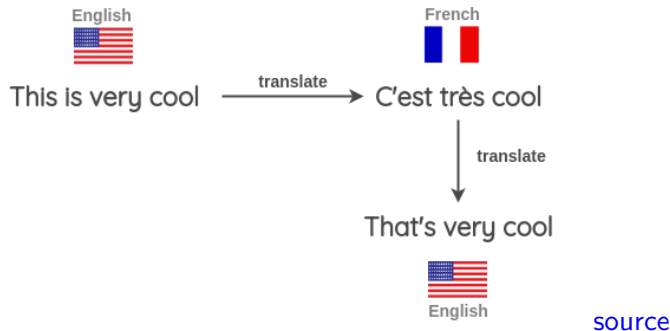 English
French
This is very cool
translate
C'est très cool
translate
That's very cool
English
source